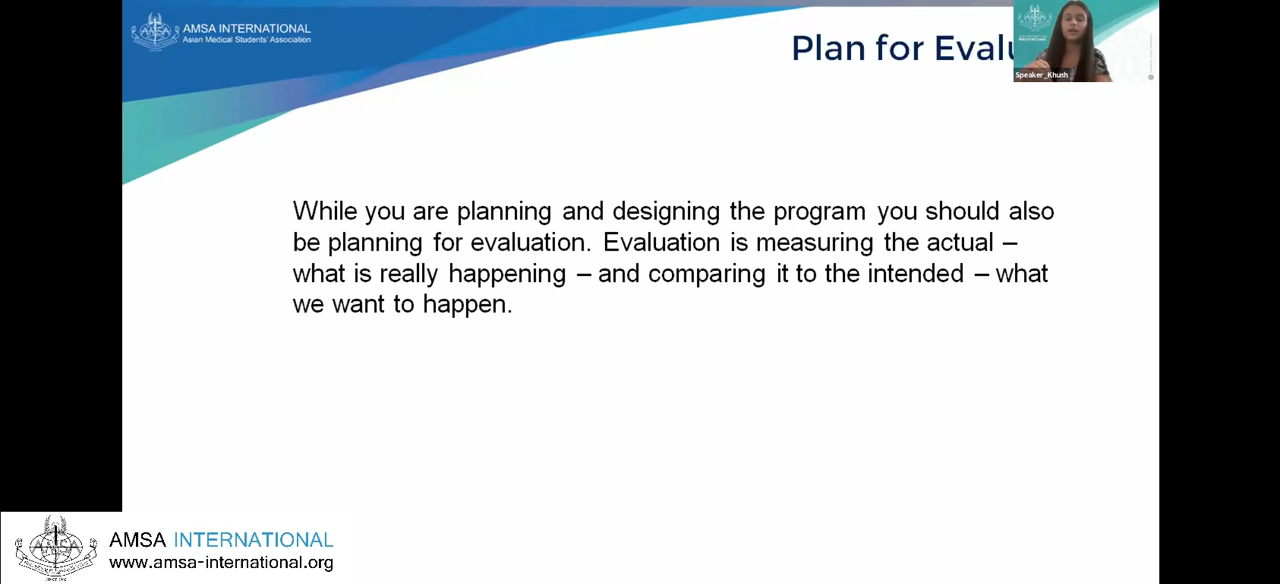 AMSA INTERNATIONAL
Asian Medical Students' Association
Plan for
Speaker_Khush
While you are planning and designing the program you should also
be planning for evaluation. Evaluation is measuring the actual –
what is really happening – and comparing it to the intended – what
we want to happen.
AMSA INTERNATIONAL
www.amsa-international.org